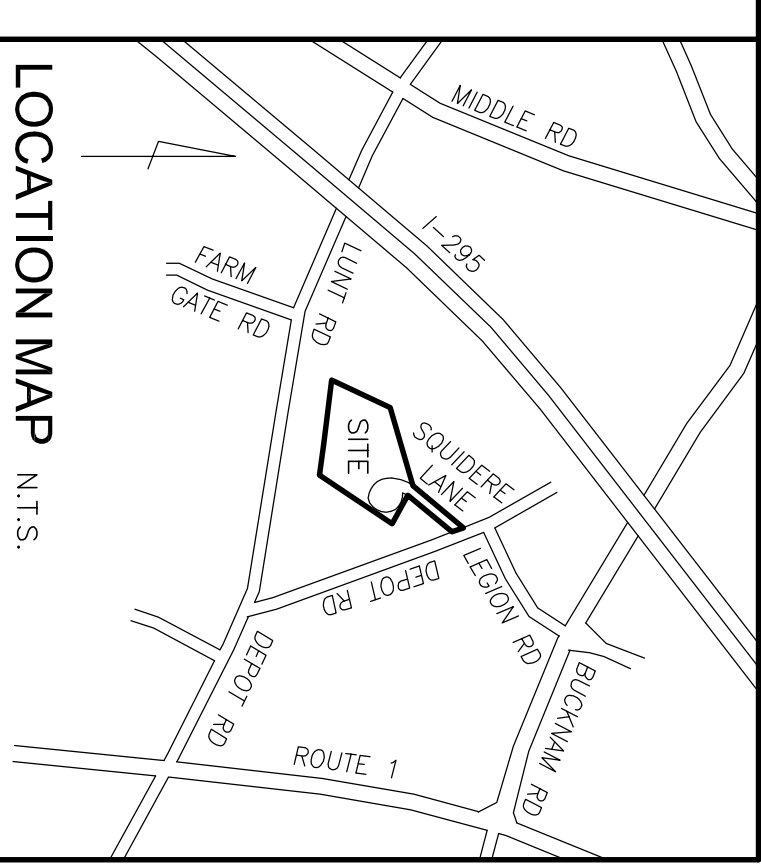 MIDDLE RD
I-295
LUNT RD
FARM
GATE RD
SITE
SQUIDERE
LANE
DEPOT RD
LEGION RD
DEPOT RD
BUCKNAM RD
ROUTE 1
LOCATION MAP N.T.S.